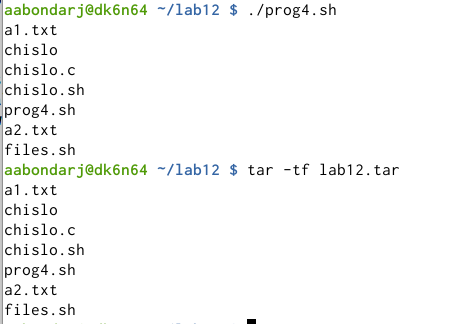 aabondarj@dk6n64 ~/lab12 $ ./prog4.sh
a1.txt
chislo
chislo.c
chislo.sh
prog4.sh
a2.txt
files.sh
aabondarj@dk6n64 ~/lab12 $ tar -tf lab12.tar
a1.txt
chislo
chislo.c
chislo.sh
prog4.sh
a2.txt
files.sh